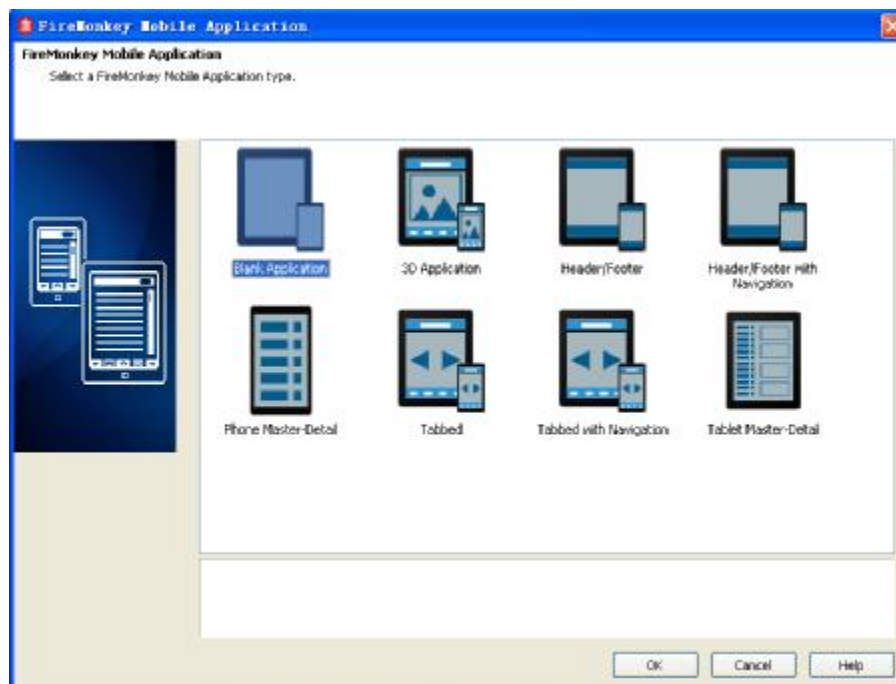 FireMonkey Mobile Application
FireMonkey Mobile Application
Select a FireMonkey Mobile Application type.
Blank Application
3D Application
Header/Footer
Header/Footer with
Navigation
Phone Master-Detail
Tabbed
Tabbed with Navigation
Tablet Master-Detail
OK
Cancel
Help